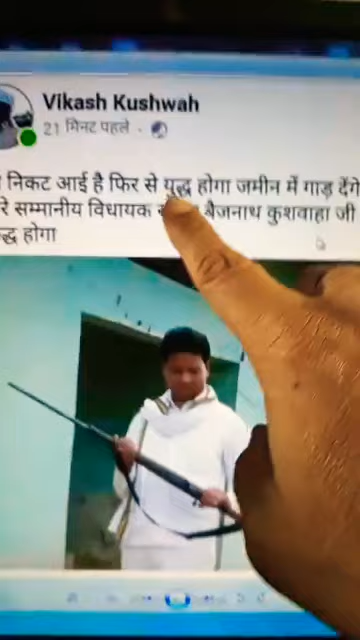 Vikash Kushwah
21 मिनट पहले ·
निकट आई है फिर से युद्ध होगा जमीन में गाड़ देंगे
सम्मानीय विधायक बैजनाथ कुशवाहा जी
होगा